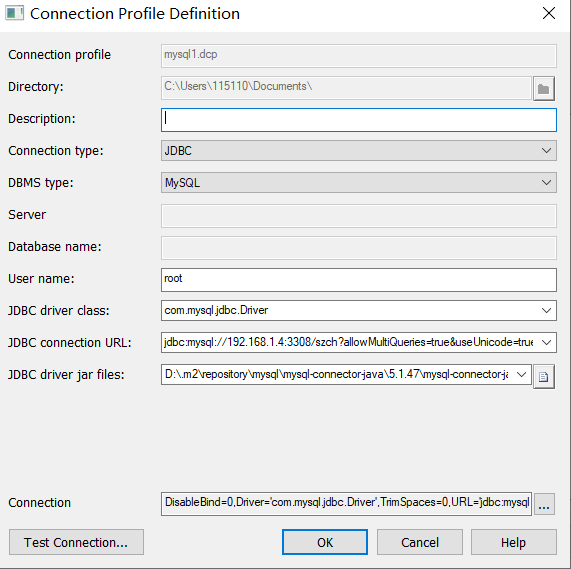 Connection Profile Definition
Connection profile mysql1.dcp
Directory: C:\Users\115110\Documents\
Description:
Connection type: JDBC
DBMS type: MySQL
Server
Database name:
User name: root
JDBC driver class: com.mysql.jdbc.Driver
JDBC connection URL: jdbc:mysql://192.168.1.4:3308/szch?allowMultiQueries=true&useUnicode=true
JDBC driver jar files: D:\.m2\repository\mysql\mysql-connector-java\5.1.47\mysql-connector-ja
Connection DisableBind=0,Driver='com.mysql.jdbc.Driver',TrimSpaces=0,URL='jdbc:mysql ...
Test Connection... OK Cancel Help